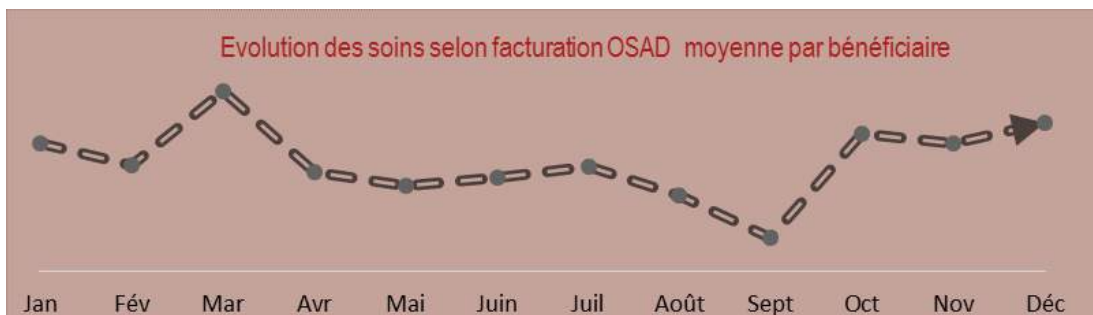 Evolution des soins selon facturation OSAD moyenne par bénéficiaire
Jan Fév Mar Avr Mai Juin Juil Août Sept Oct Nov Déc